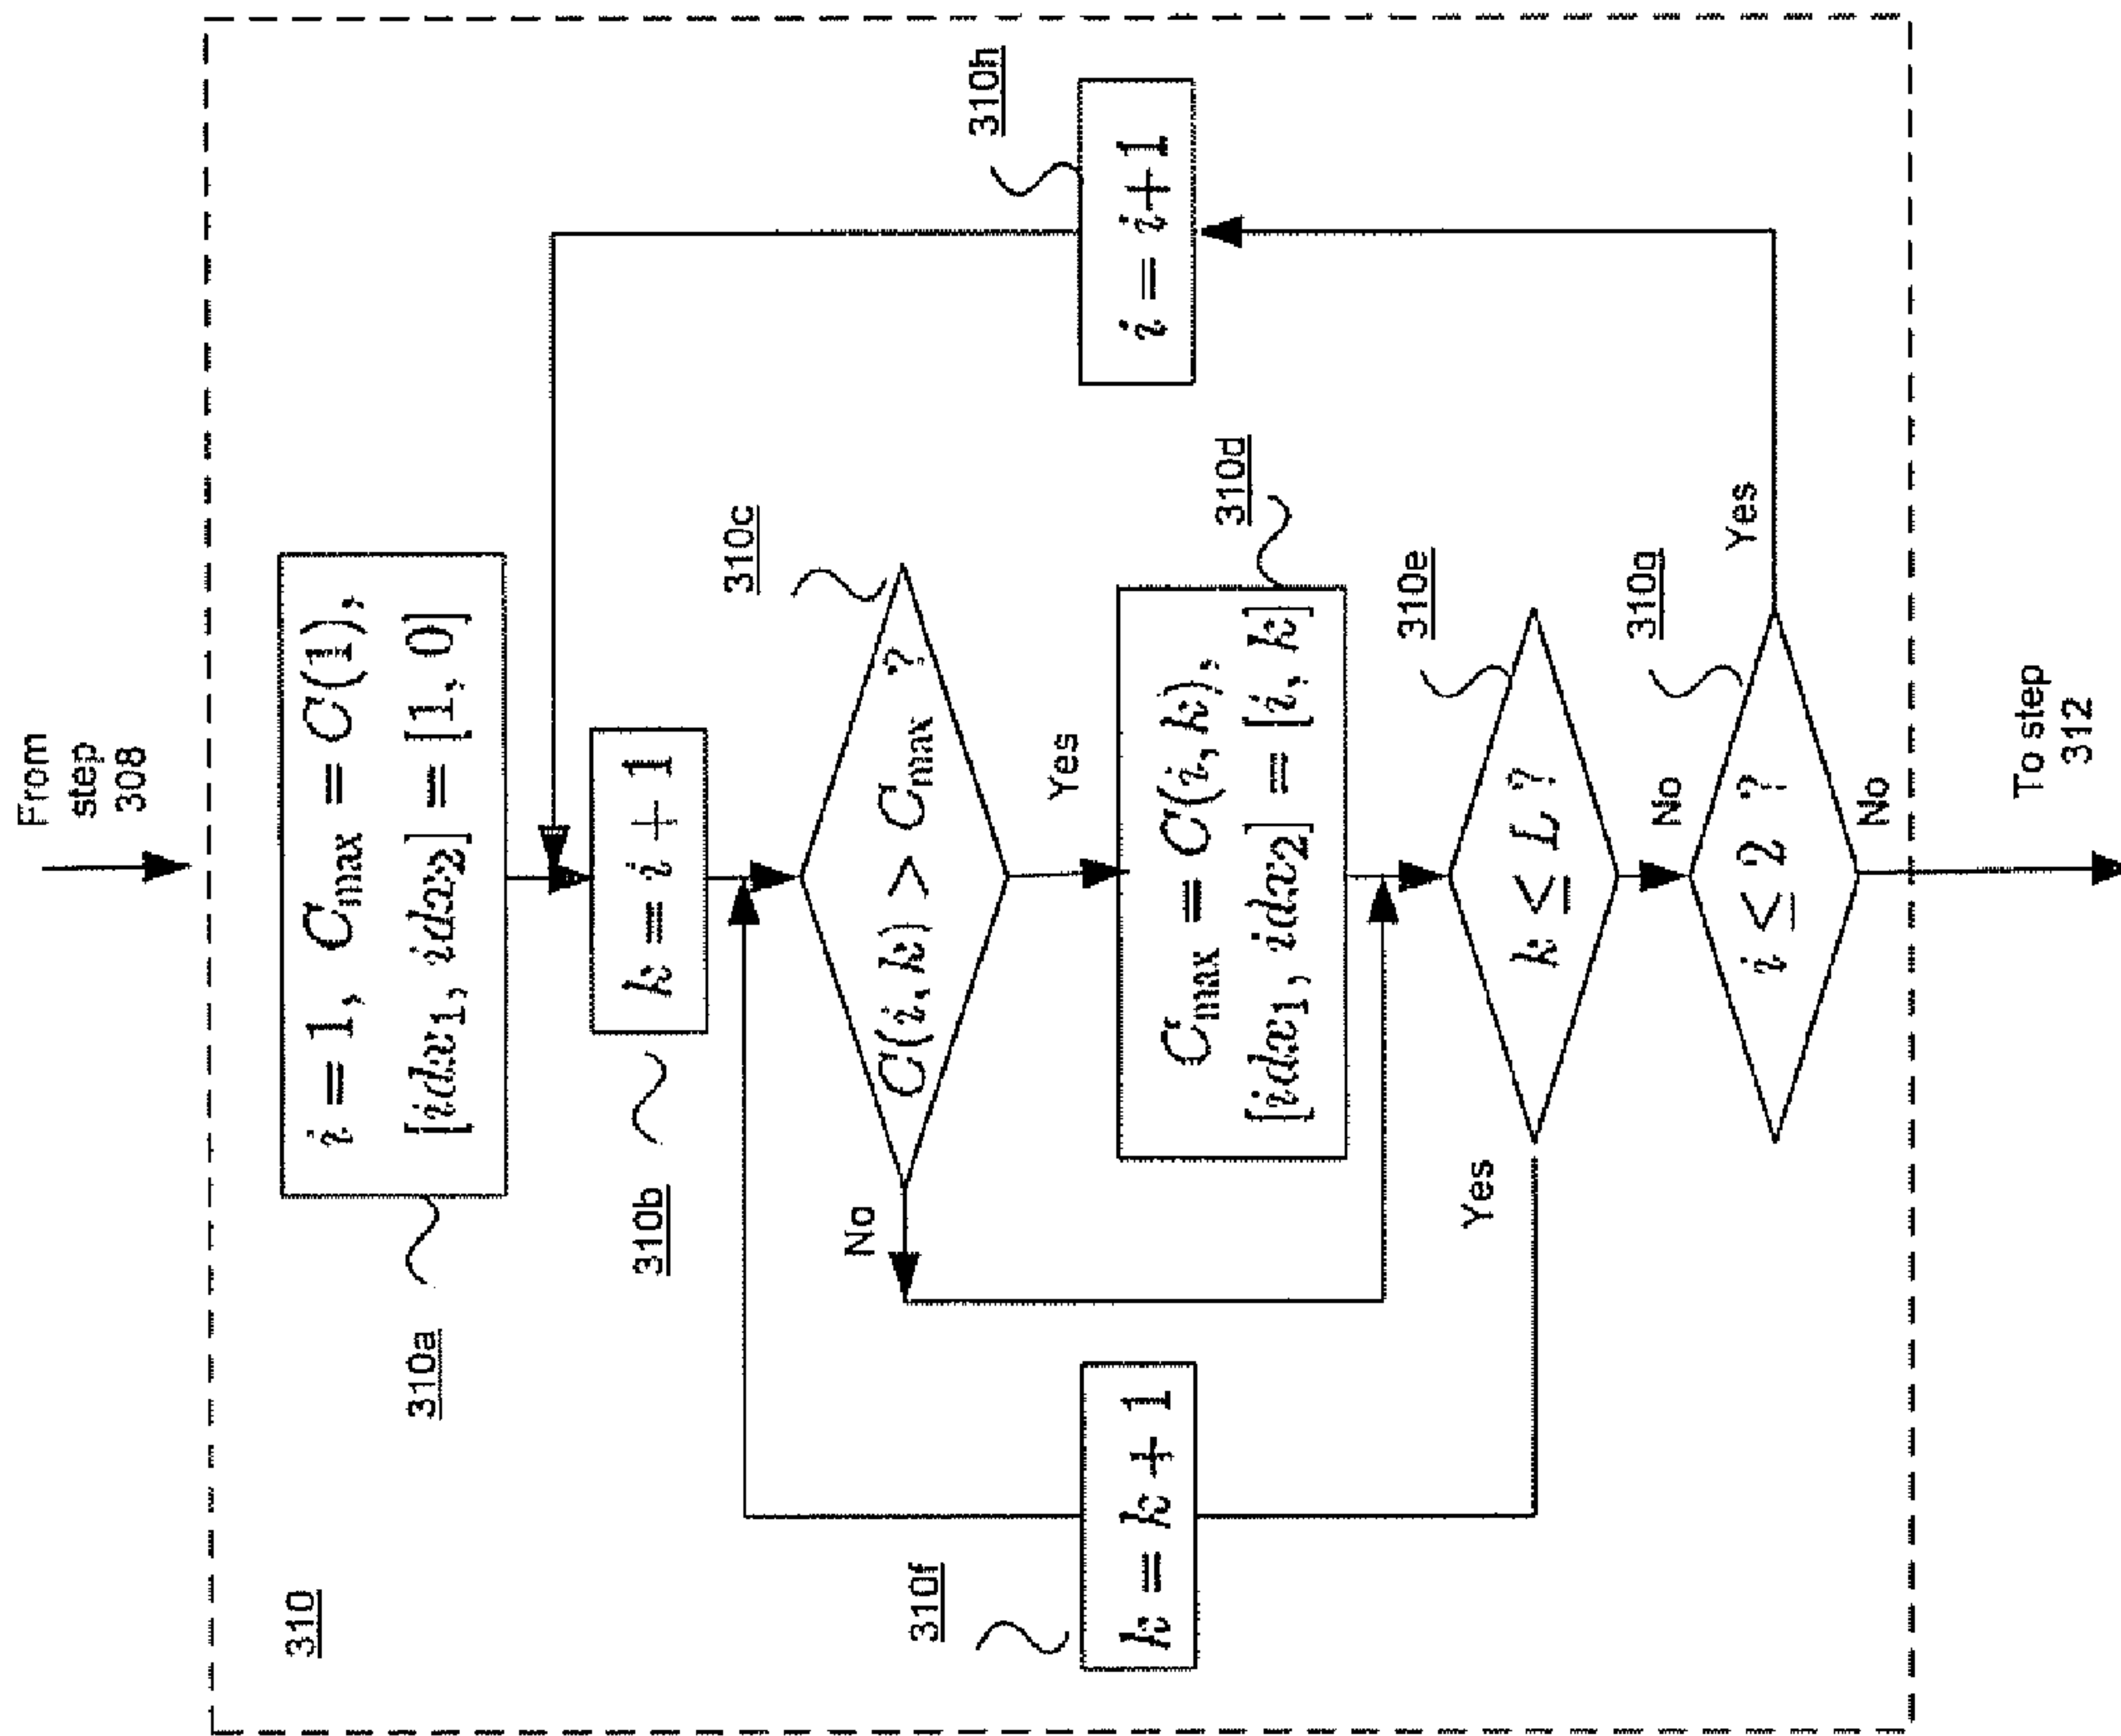 From
step
308
310
310a
i = 1, C_max = C(1),
[idx_1, idx_2] = [1, 0]
310b
k = i + 1
310c
C(i, k) > C_max ?
No
Yes
310d
C_max = C(i, k),
[idx_1, idx_2] = [i, k]
310f
k = k + 1
310h
i = i + 1
310e
k ≤ L ?
Yes
No
310g
i ≤ 2 ?
Yes
No
To step
312